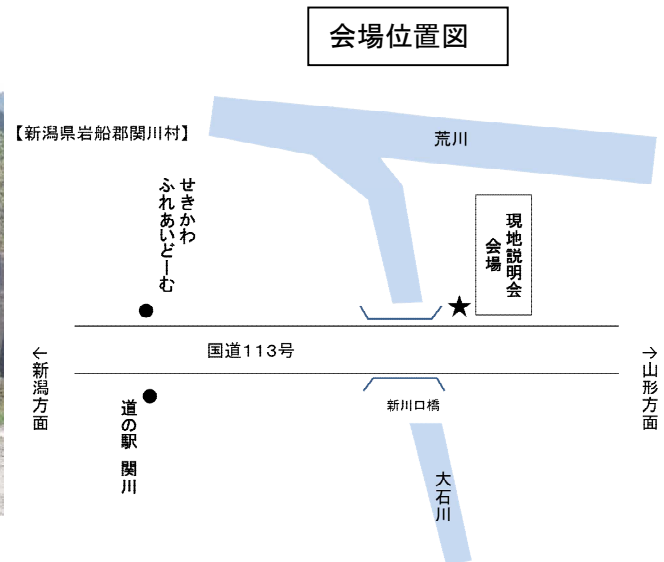 会場位置図
【新潟県岩船郡関川村】
荒川
せきかわ
ふれあいどーむ
現地説明会
会場
★
国道113号
←新潟方面
→山形方面
新川口橋
道の駅 関川
大石川